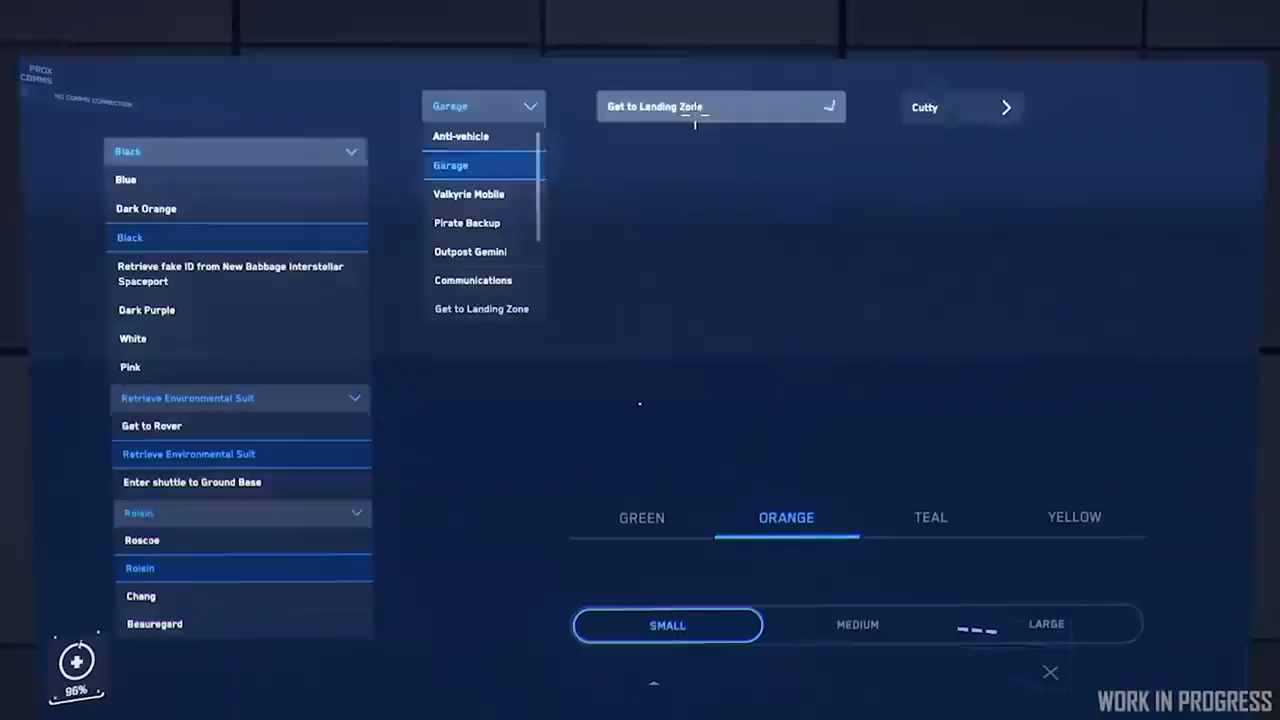 PROX
COMMS
NO COMMS CONNECTION
Garage
Get to Landing Zone
Cutty
Anti-vehicle
Garage
Valkyrie Mobile
Pirate Backup
Outpost Gemini
Communications
Get to Landing Zone
Black
Blue
Dark Orange
Black
Retrieve fake ID from New Babbage Interstellar
Spaceport
Dark Purple
White
Pink
Retrieve Environmental Suit
Get to Rover
Retrieve Environmental Suit
Enter shuttle to Ground Base
Roisin
Roscoe
Roisin
Chang
Beauregard
GREEN
ORANGE
TEAL
YELLOW
SMALL
MEDIUM
LARGE
96%
WORK IN PROGRESS